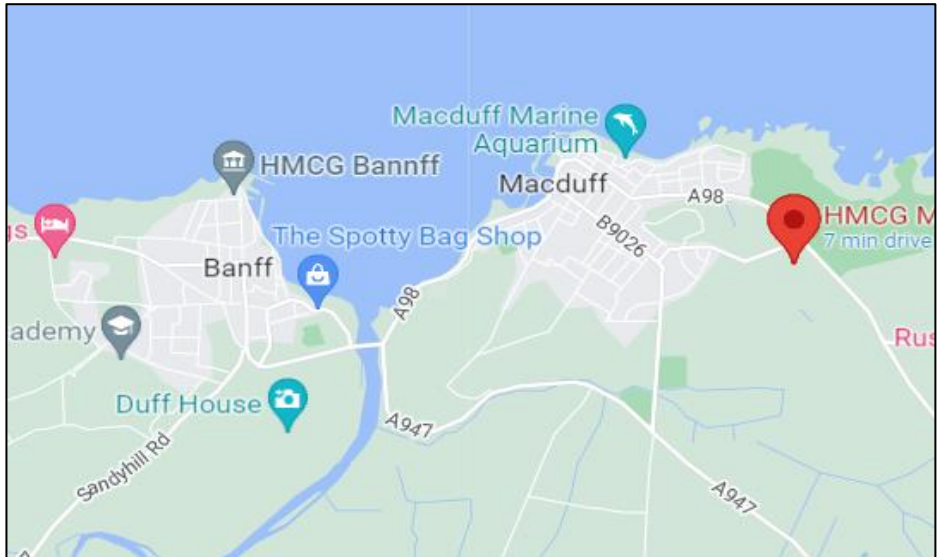 Macduff Marine
Aquarium
HMCG Bannff
Macduff
A98
HMCG M
7 min drive
gs
B9026
The Spotty Bag Shop
Banff
A98
ademy
Rus
Duff House
A947
Sandyhill Rd
A947